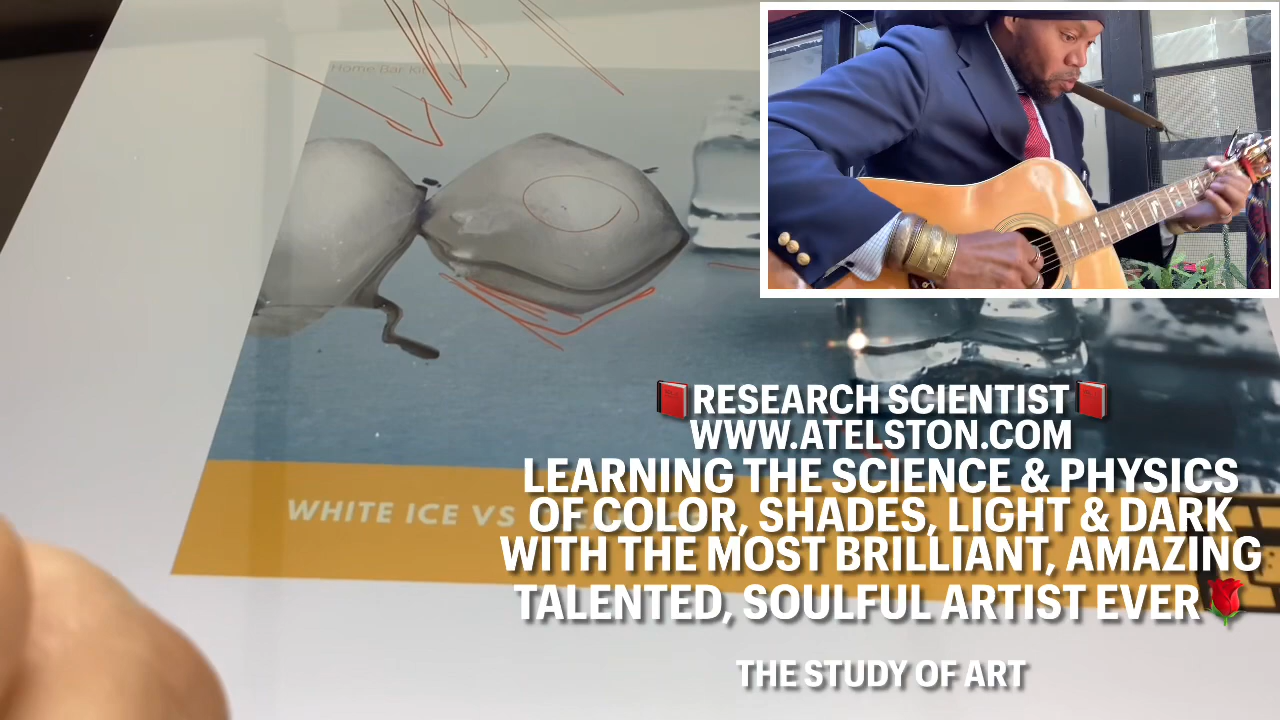 Home Bar Kit
📕RESEARCH SCIENTIST📕
WWW.ATELSTON.COM
LEARNING THE SCIENCE & PHYSICS
OF COLOR, SHADES, LIGHT & DARK
WITH THE MOST BRILLIANT, AMAZING
TALENTED, SOULFUL ARTIST EVER🌹
WHITE ICE VS
THE STUDY OF ART